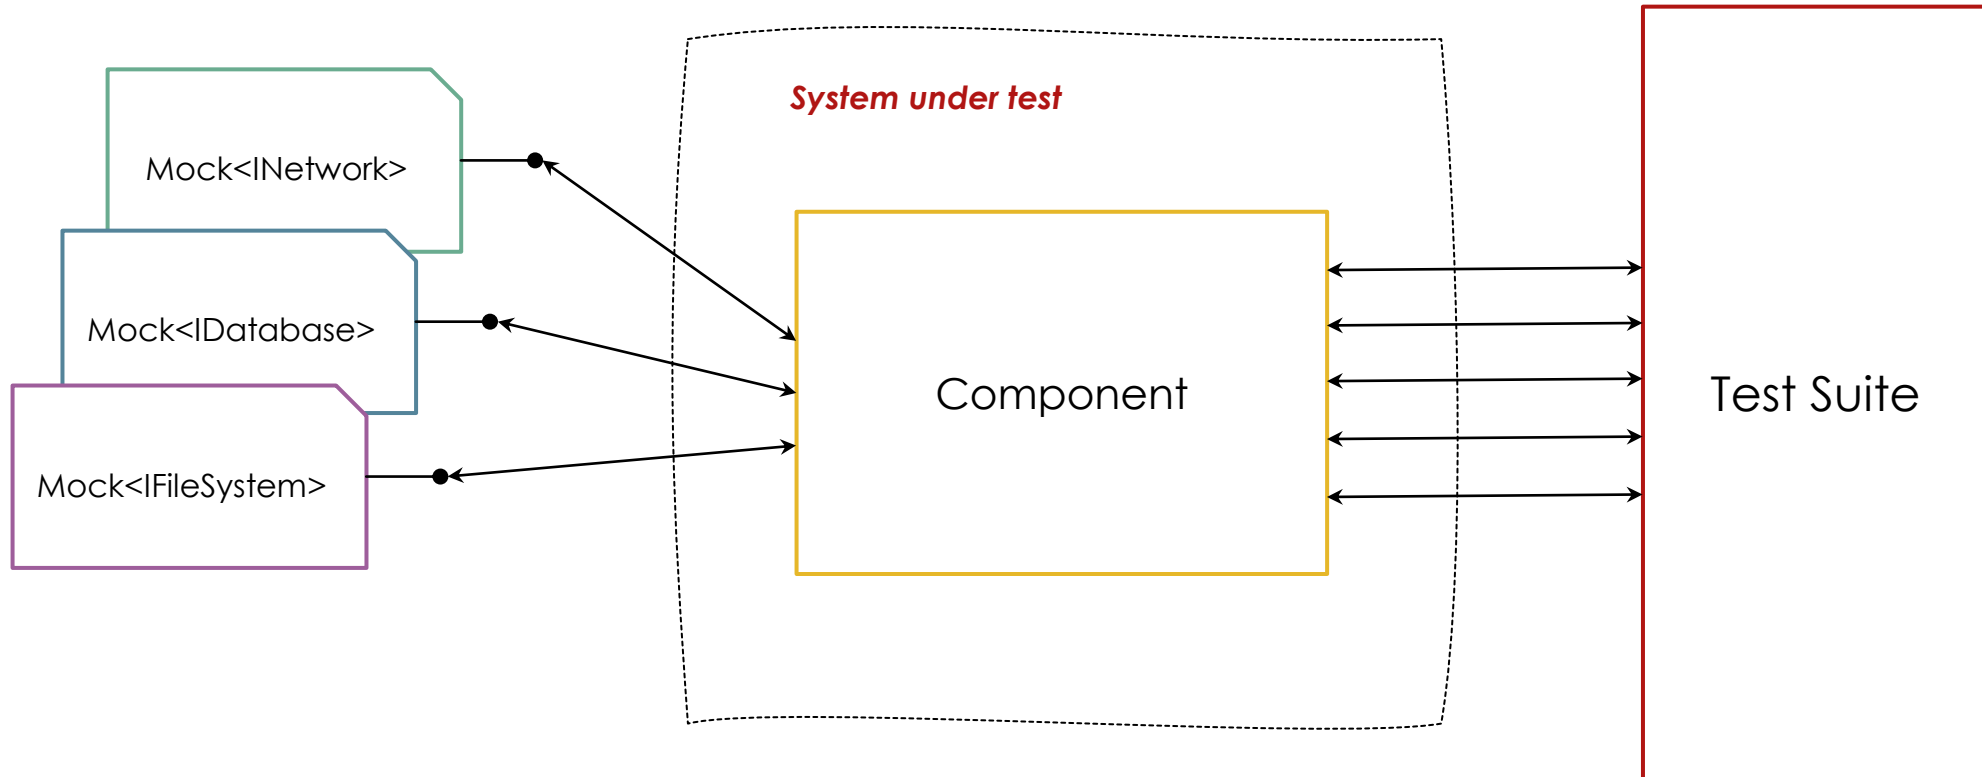 System under test
Mock<INetwork>
Mock<IDatabase>
Mock<IFileSystem>
Component
Test Suite